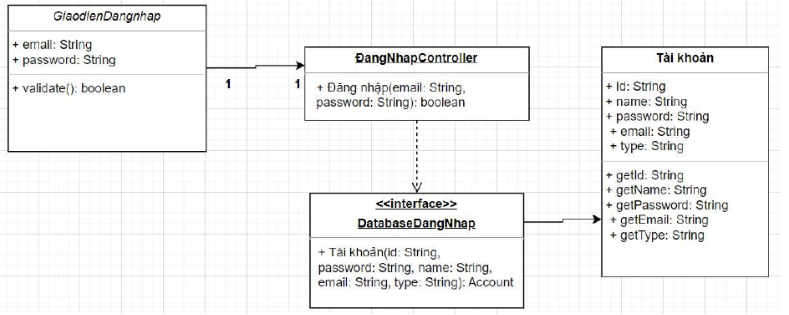 GiaodienDangnhap
+ email: String
+ password: String
+ validate(): boolean
1
1
ĐangNhapController
+ Đăng nhập(email: String,
password: String): boolean
<<interface>>
DatabaseDangNhap
+ Tài khoản(id: String,
password: String, name: String,
email: String, type: String): Account
Tài khoản
+ id: String
+ name: String
+ password: String
+ email: String
+ type: String
+ getId: String
+ getName: String
+ getPassword: String
+ getEmail: String
+ getType: String